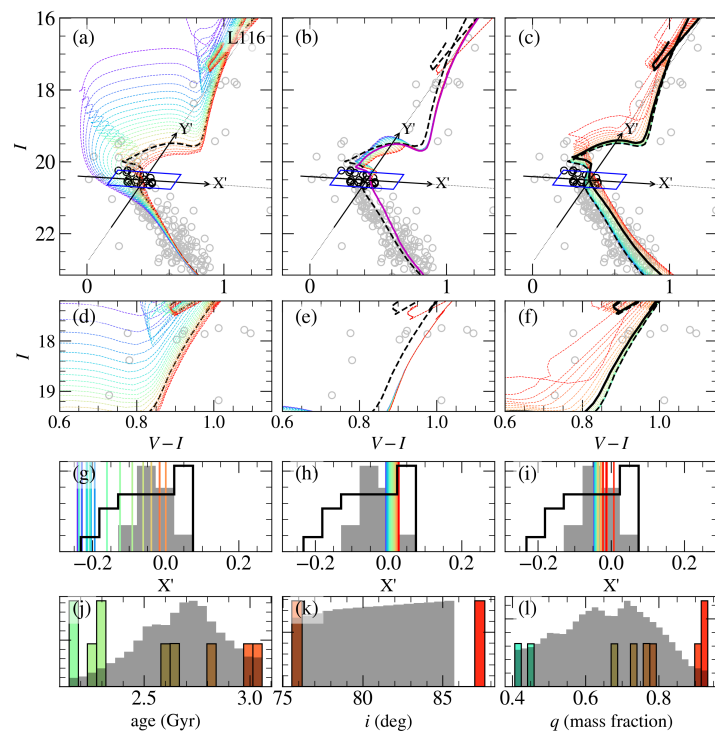 16
18
20
22
I
(a)
L116
Y'
X'
0
1
(b)
Y'
X'
0
1
(c)
Y'
X'
0
1
18
19
I
(d)
0.6
0.8
1.0
V − I
(e)
0.8
1.0
V − I
(f)
0.6
0.8
1.0
V − I
(g)
−0.2
0.0
0.2
X'
(h)
−0.2
0.0
0.2
X'
(i)
−0.2
0.0
0.2
X'
(j)
2.5
3.0
age (Gyr)
(k)
75
80
85
i (deg)
(l)
0.4
0.6
0.8
q (mass fraction)